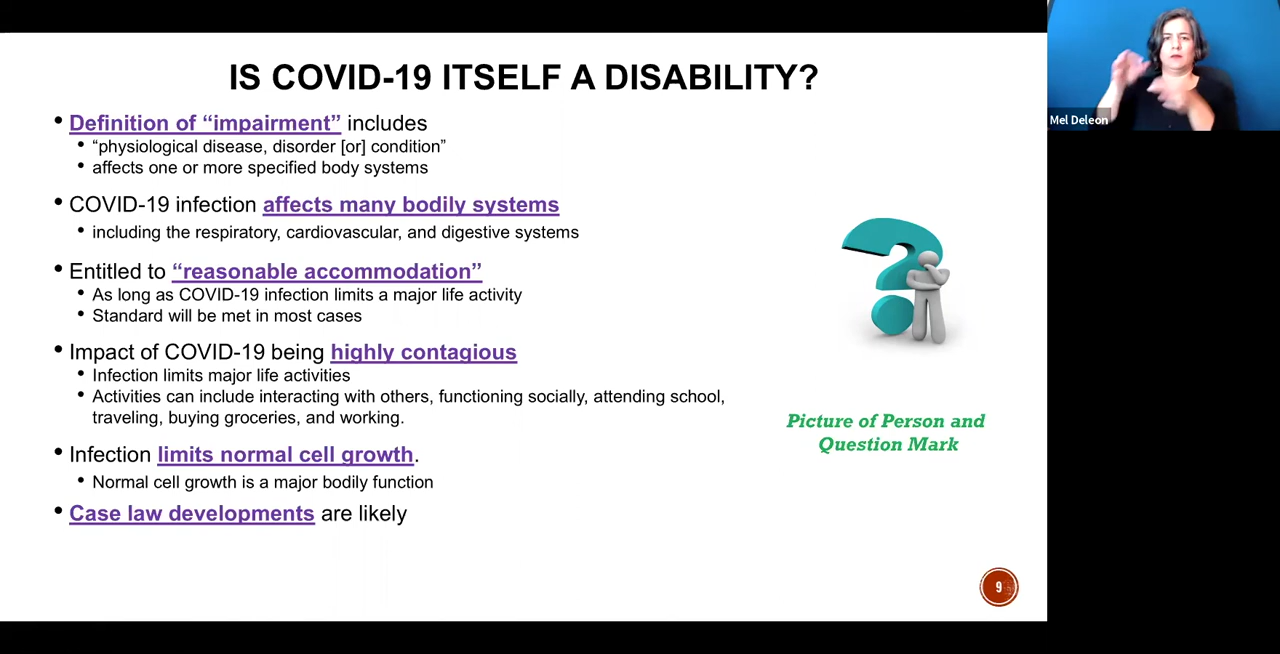 IS COVID-19 ITSELF A DISABILITY?
• Definition of “impairment” includes
• “physiological disease, disorder [or] condition”
• affects one or more specified body systems
• COVID-19 infection affects many bodily systems
• including the respiratory, cardiovascular, and digestive systems
• Entitled to “reasonable accommodation”
• As long as COVID-19 infection limits a major life activity
• Standard will be met in most cases
• Impact of COVID-19 being highly contagious
• Infection limits major life activities
• Activities can include interacting with others, functioning socially, attending school,
traveling, buying groceries, and working.
• Infection limits normal cell growth.
• Normal cell growth is a major bodily function
• Case law developments are likely
Picture of Person and
Question Mark
9
Mel Deleon